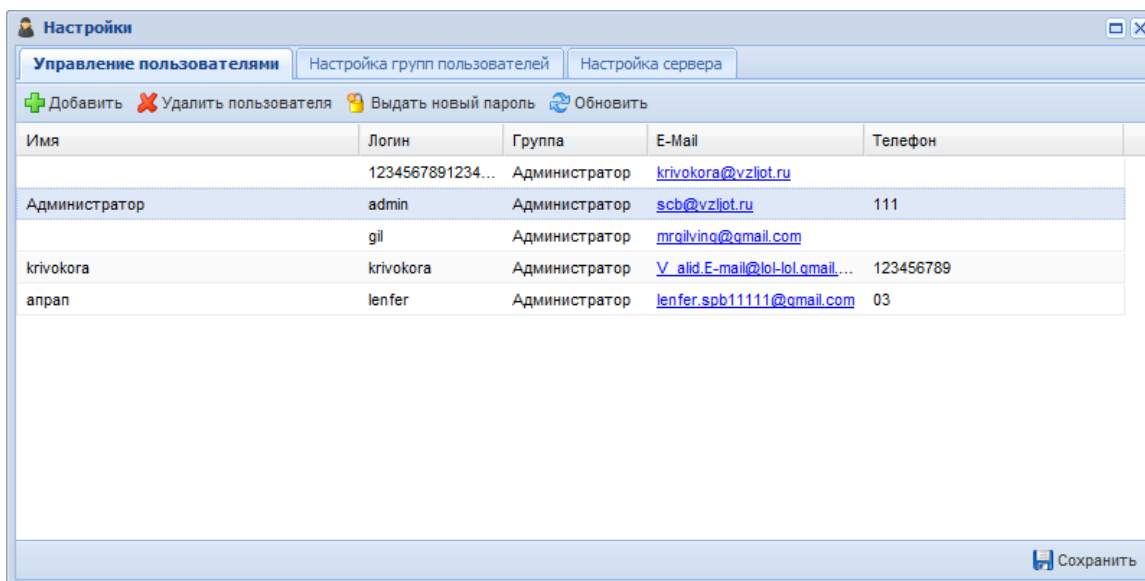 Настройки
Управление пользователями Настройка групп пользователей Настройка сервера
Добавить Удалить пользователя Выдать новый пароль Обновить
Имя Логин Группа E-Mail Телефон
1234567891234... Администратор krivokora@vzljot.ru
Администратор admin Администратор scb@vzljot.ru 111
gil Администратор mrgilving@gmail.com
krivokora krivokora Администратор V_alid.E-mail@lol-lol.gmail.... 123456789
апрап lenfer Администратор lenfer.spb11111@gmail.com 03
Сохранить